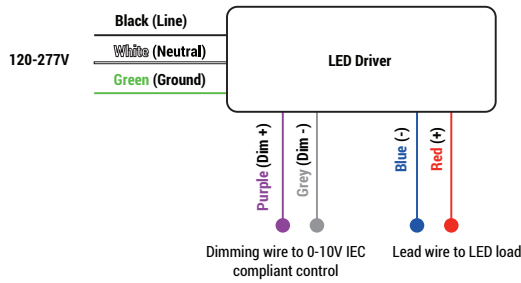 Black (Line)
120-277V
White (Neutral)
LED Driver
Green (Ground)
Purple (Dim +)
Grey (Dim -)
Blue (-)
Red (+)
Dimming wire to 0-10V IEC
compliant control
Lead wire to LED load